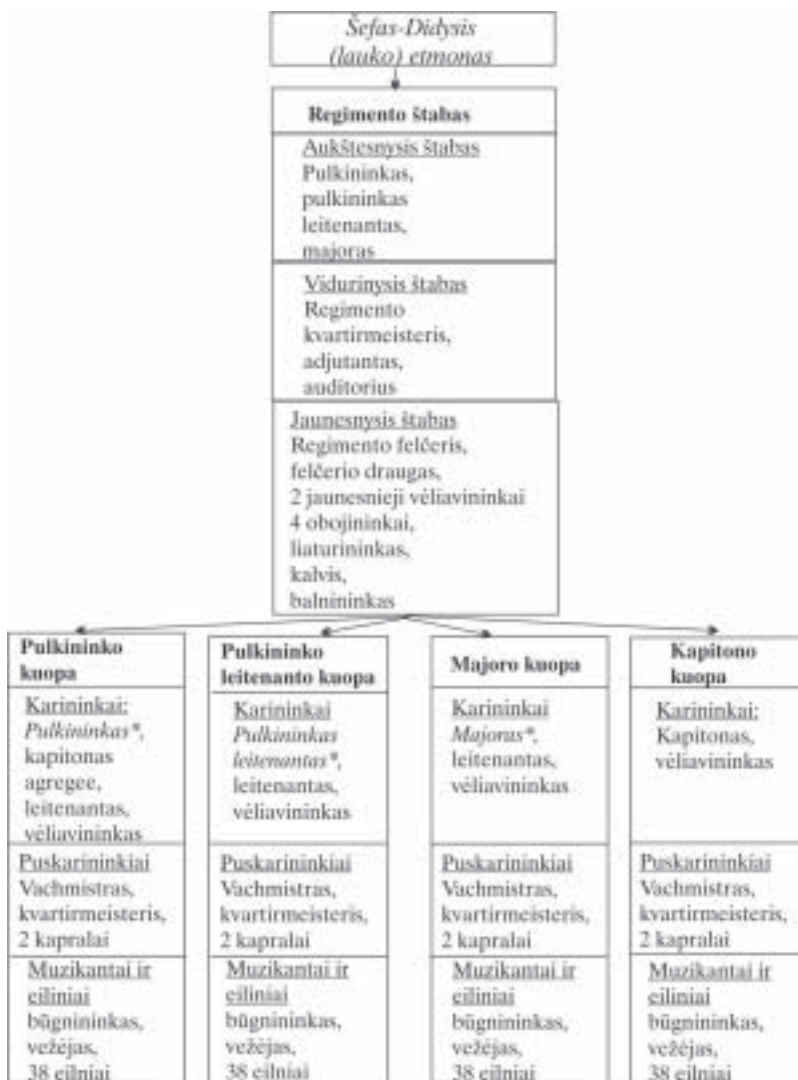 Šefas-Didysis
(lauko) etmonas
Regimento štabas
Aukštesnysis štabas
Pulkininkas,
pulkininkas
leitenantas,
majoras
Vidurinysis štabas
Regimento
kvartirmeisteris,
adjutantas,
auditorius
Jaunesnysis štabas
Regimento felčeris,
felčerio draugas,
2 jaunesnieji vėliavininkai
4 obojininkai,
liaturininkas,
kalvis,
balnininkas
Pulkininko
kuopa
Karininkai:
Pulkininkas*,
kapitonas
agregee,
leitenantas,
vėliavininkas
Puskarininkiai
Vachmistras,
kvartirmeisteris,
2 kapralai
Muzikantai ir
eiliniai
būgnininkas,
vežėjas,
38 eilniai
Pulkininko
leitenanto kuopa
Karininkai
Pulkininkas
leitenantas*,
leitenantas,
vėliavininkas
Puskarininkiai
Vachmistras,
kvartirmeisteris,
2 kapralai
Muzikantai ir
eiliniai
būgnininkas,
vežėjas,
38 eilniai
Majoro kuopa
Karininkai
Majoras*,
leitenantas,
vėliavininkas
Puskarininkiai
Vachmistras,
kvartirmeisteris,
2 kapralai
Muzikantai ir
eiliniai
būgnininkas,
vežėjas,
38 eilniai
Kapitono
kuopa
Karininkai:
Kapitonas,
vėliavininkas
Puskarininkiai
Vachmistras,
kvartirmeisteris,
2 kapralai
Muzikantai ir
eiliniai
būgnininkas,
vežėjas,
38 eilniai